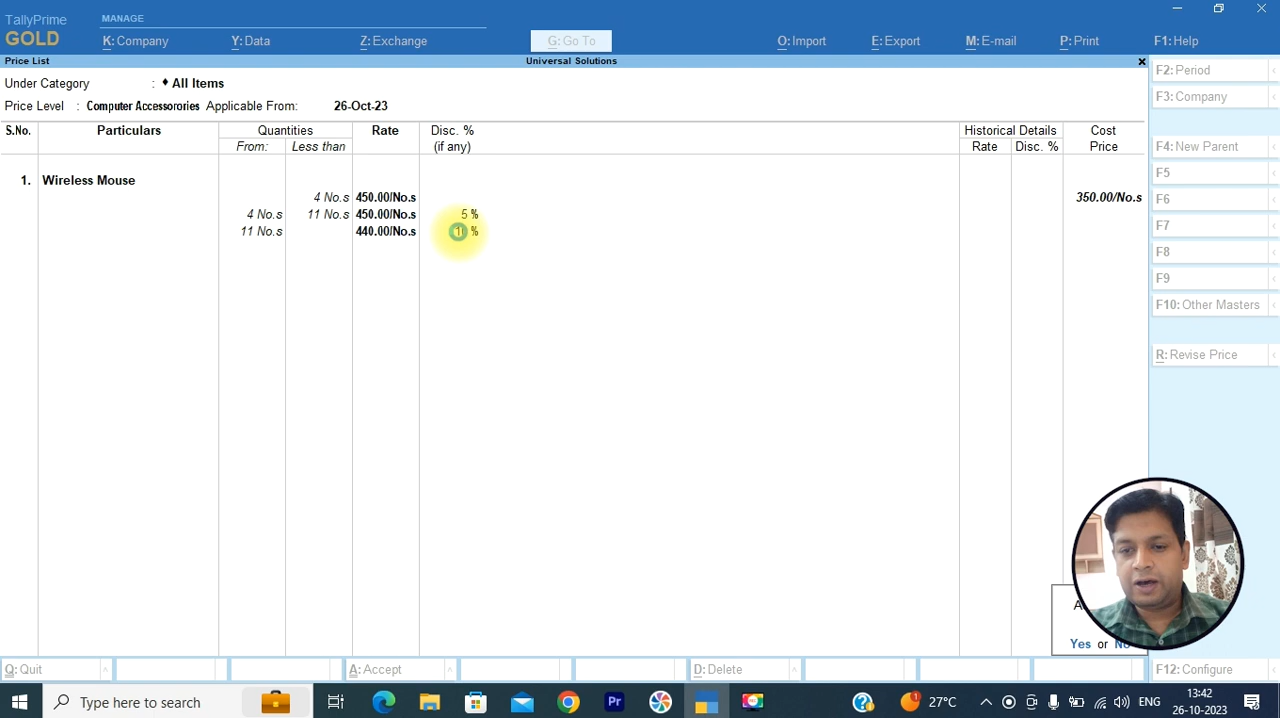 TallyPrime
GOLD
MANAGE
K: Company
Y: Data
Z: Exchange
G: Go To
O: Import
E: Export
M: E-mail
P: Print
F1: Help
Price List
Universal Solutions
Under Category : ♦ All Items
Price Level : Computer Accessorories Applicable From: 26-Oct-23
S.No. Particulars Quantities Rate Disc. % Historical Details Cost
From: Less than (if any) Rate Disc. % Price
1. Wireless Mouse
4 No.s 450.00/No.s 350.00/No.s
4 No.s 11 No.s 450.00/No.s 5 %
11 No.s 440.00/No.s %
F2: Period
F3: Company
F4: New Parent
F5
F6
F7
F8
F9
F10: Other Masters
R: Revise Price
Yes or No
Q: Quit
A: Accept
D: Delete
F12: Configure
Type here to search
Pr
1
27°C
ENG
13:42
26-10-2023